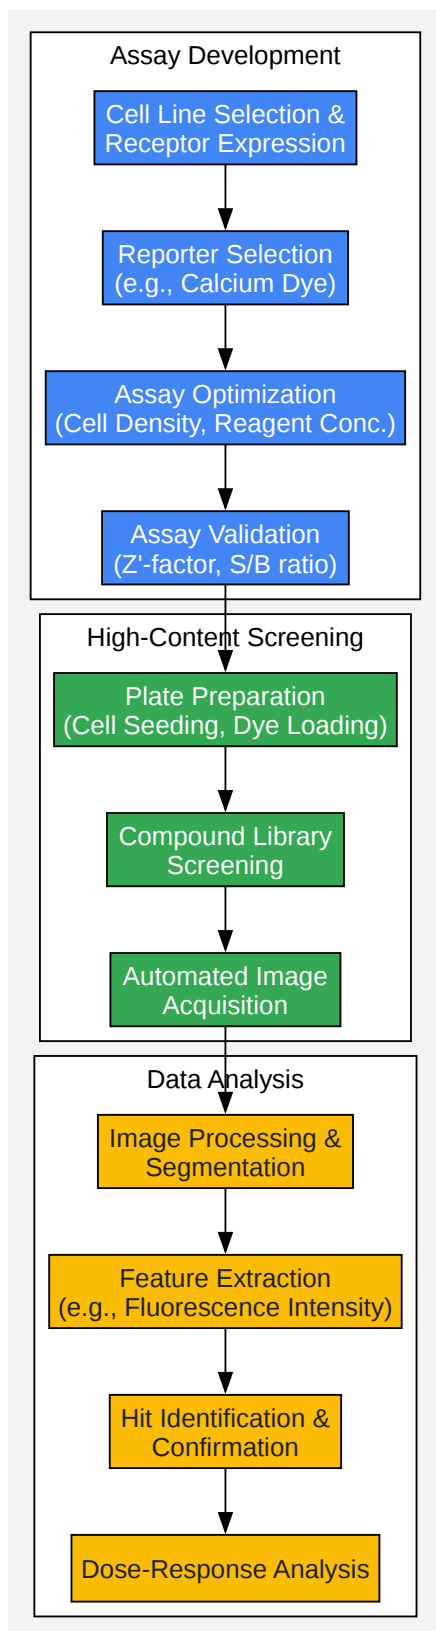 Assay Development
Cell Line Selection &
Receptor Expression
Reporter Selection
(e.g., Calcium Dye)
Assay Optimization
(Cell Density, Reagent Conc.)
Assay Validation
(Z'-factor, S/B ratio)
High-Content Screening
Plate Preparation
(Cell Seeding, Dye Loading)
Compound Library
Screening
Automated Image
Acquisition
Data Analysis
Image Processing &
Segmentation
Feature Extraction
(e.g., Fluorescence Intensity)
Hit Identification &
Confirmation
Dose-Response Analysis